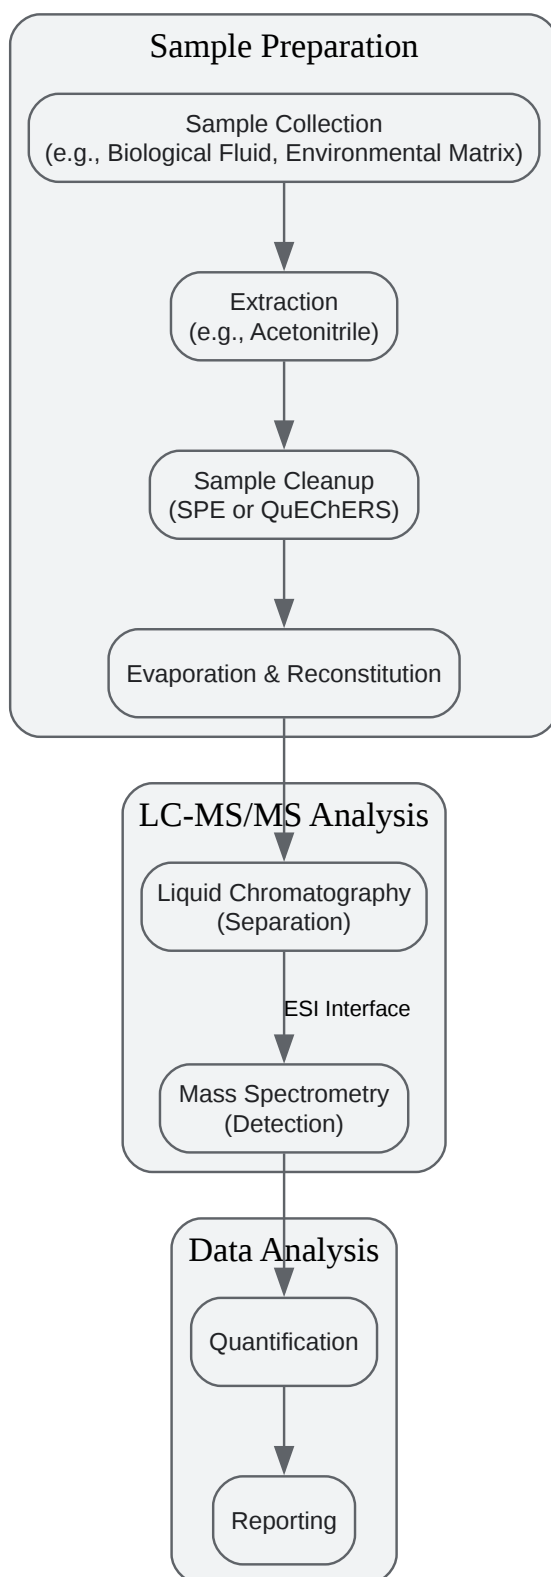 Sample Preparation
Sample Collection
(e.g., Biological Fluid, Environmental Matrix)
Extraction
(e.g., Acetonitrile)
Sample Cleanup
(SPE or QuEChERS)
Evaporation & Reconstitution
LC-MS/MS Analysis
Liquid Chromatography
(Separation)
ESI Interface
Mass Spectrometry
(Detection)
Data Analysis
Quantification
Reporting